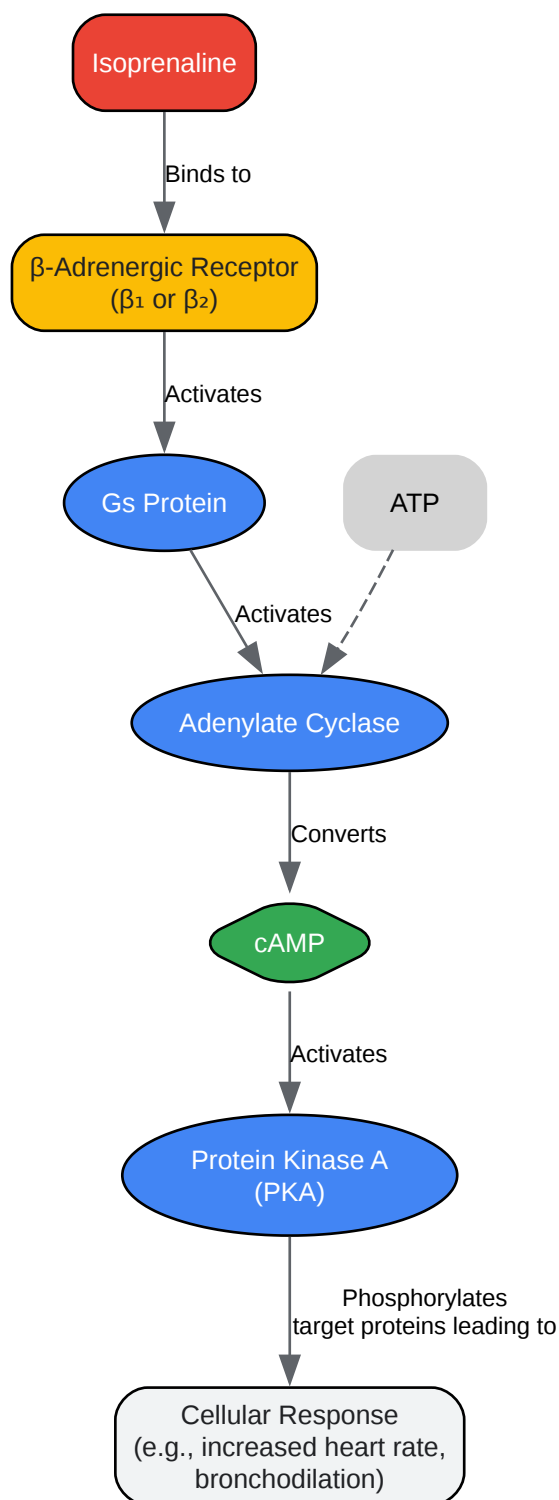 Isoprenaline
Binds to
β-Adrenergic Receptor
(β₁ or β₂)
Activates
Gs Protein
ATP
Activates
Adenylate Cyclase
Converts
cAMP
Activates
Protein Kinase A
(PKA)
Phosphorylates
target proteins leading to
Cellular Response
(e.g., increased heart rate,
bronchodilation)